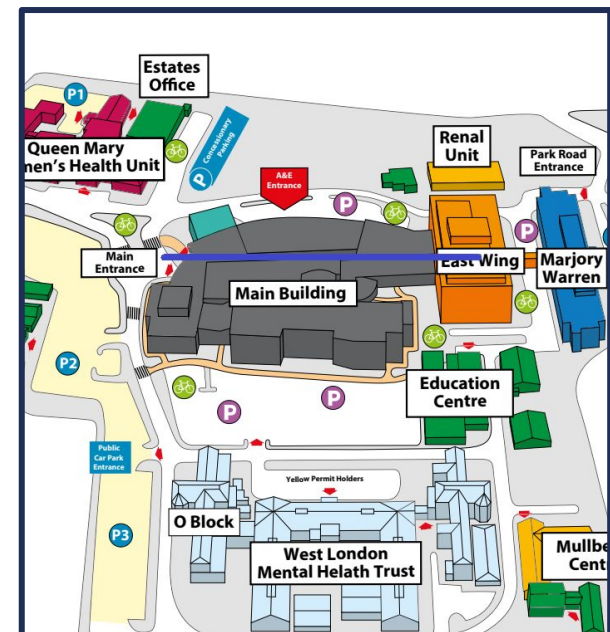 Estates
Office
P1
Concessionary
Parking
P
Queen Mary
men's Health Unit
A&E
Entrance
Renal
Unit
Park Road
Entrance
P
P
Main
Entrance
East Wing
Marjory
Warren
Main Building
P2
Education
Centre
P
P
Public
Car Park
Entrance
Yellow Permit Holders
O Block
P3
West London
Mental Helath Trust
Mullbe
Cent